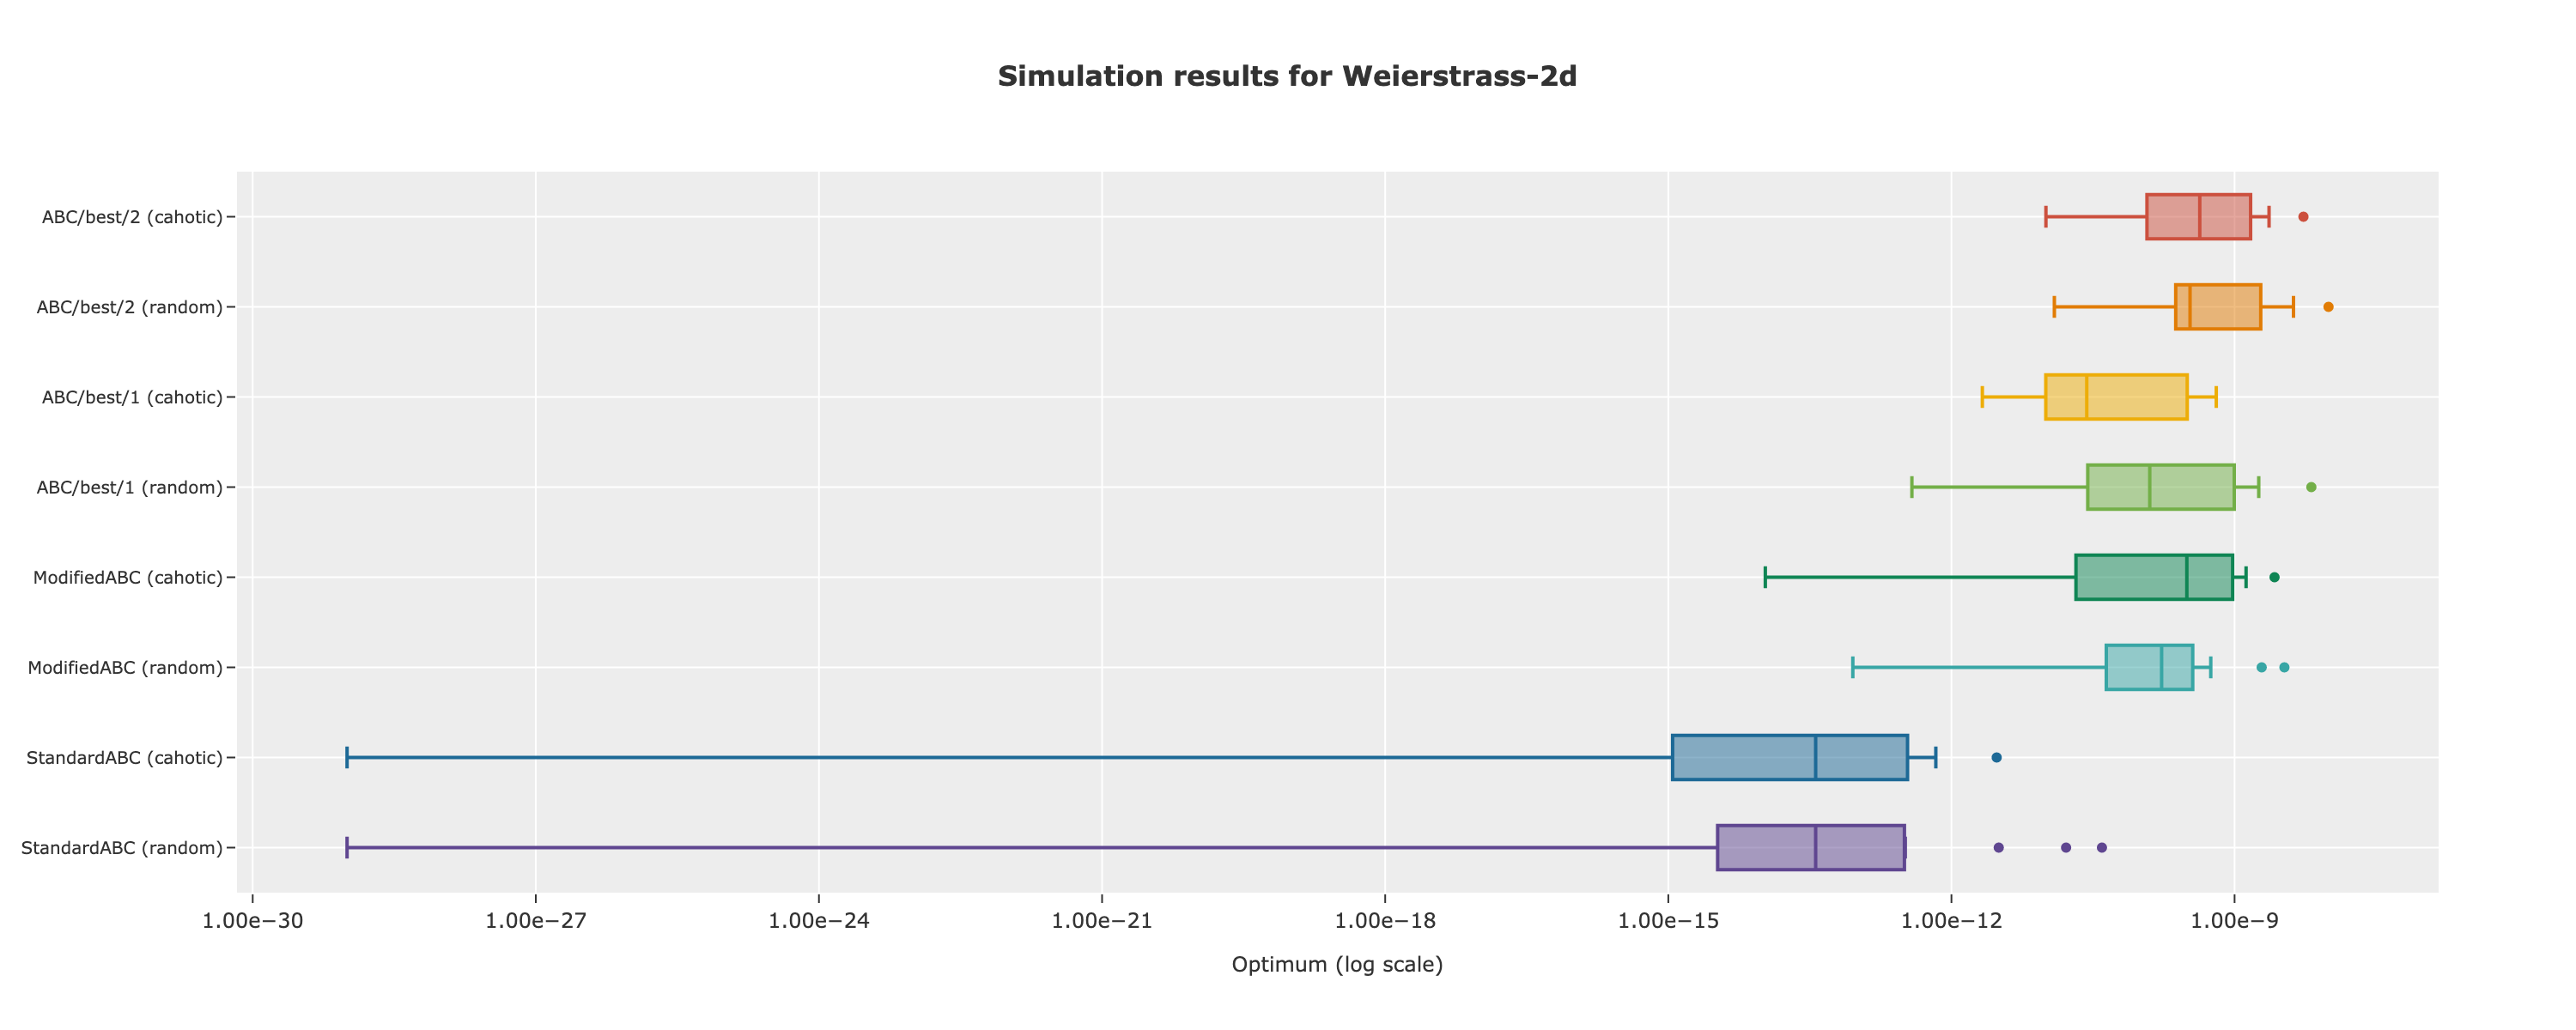 Simulation results for Weierstrass-2d
ABC/best/2 (cahotic)
ABC/best/2 (random)
ABC/best/1 (cahotic)
ABC/best/1 (random)
ModifiedABC (cahotic)
ModifiedABC (random)
StandardABC (cahotic)
StandardABC (random)
1.00e−30 1.00e−27 1.00e−24 1.00e−21 1.00e−18 1.00e−15 1.00e−12 1.00e−9
Optimum (log scale)